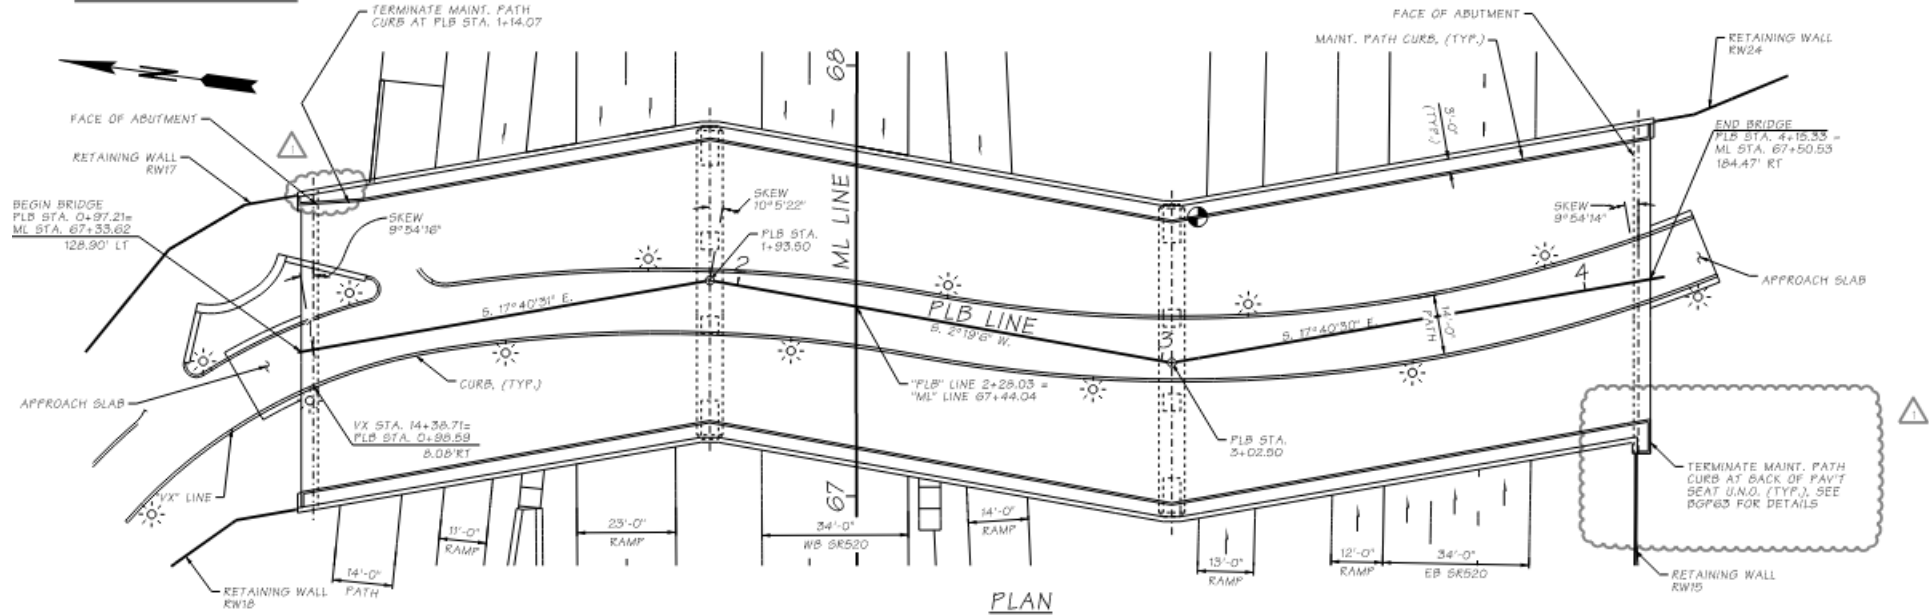 TERMINATE MAINT. PATH
CURB AT PLB STA. 1+14.07
N
FACE OF ABUTMENT
RETAINING WALL
RW17
1
BEGIN BRIDGE
PLB STA. 0+97.21=
ML STA. 67+33.62
128.90' LT
SKEW
9°54'16"
SKEW
10°5'22"
PLB STA.
1+93.50
68
ML LINE
67
FACE OF ABUTMENT
MAINT. PATH CURB, (TYP.)
RETAINING WALL
RW24
3'-0"
(TYP.)
END BRIDGE
PLB STA. 4+15.33 =
ML STA. 67+50.53
184.47' RT
SKEW
9°54'14"
APPROACH SLAB
2
S. 17°40'31" E.
PLB LINE
S. 2°19'6" W.
3
S. 17°40'30" E.
4
14'-0"
PATH
APPROACH SLAB
CURB, (TYP.)
"PLB" LINE 2+28.03 =
"ML" LINE 67+44.04
VX STA. 14+38.71=
PLB STA. 0+98.59
8.08'RT
PLB STA.
3+02.50
1
TERMINATE MAINT. PATH
CURB AT BACK OF PAV'T
SEAT U.N.O. (TYP.), SEE
BGP63 FOR DETAILS
VX" LINE
RETAINING WALL
RW18
14'-0"
PATH
11'-0"
RAMP
23'-0"
RAMP
34'-0"
WB SR520
14'-0"
RAMP
13'-0"
RAMP
12'-0"
RAMP
34'-0"
EB SR520
RETAINING WALL
RW15
PLAN